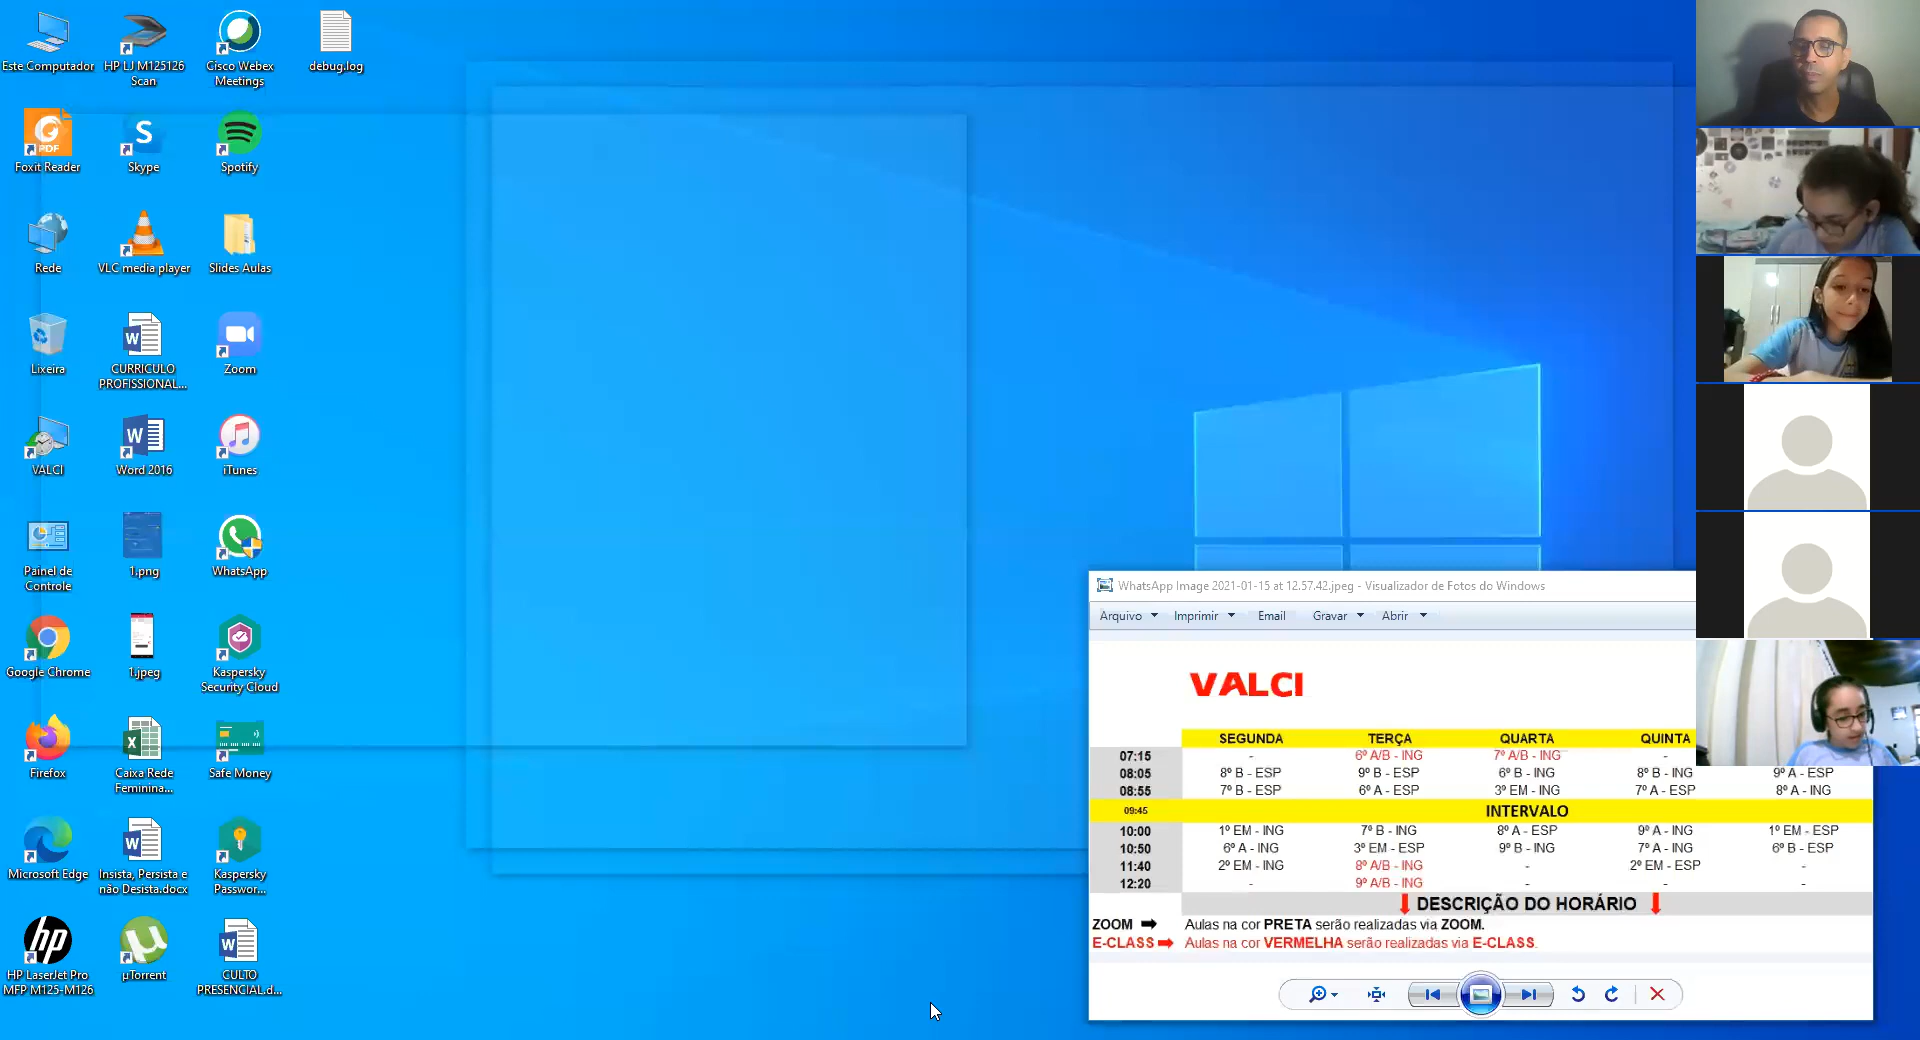 Este Computador
HP LJ M125126
Scan
Cisco Webex
Meetings
debug.log
Foxit Reader
Skype
Spotify
Rede
VLC media player
Slides Aulas
Lixeira
CURRICULO
PROFISSIONAL...
Zoom
VALCI
Word 2016
iTunes
Painel de
Controle
1.png
WhatsApp
Google Chrome
1.jpeg
Kaspersky
Security Cloud
Firefox
Caixa Rede
Feminina...
Safe Money
Microsoft Edge
Insista, Persista e
não Desista.docx
Kaspersky
Passwor...
HP LaserJet Pro
MFP M125-M126
µTorrent
CULTO
PRESENCIAL.d...
WhatsApp Image 2021-01-15 at 12.57.42.jpeg - Visualizador de Fotos do Windows
Arquivo Imprimir Email Gravar Abrir
VALCI
SEGUNDA TERÇA QUARTA QUINTA
07:15 - 6º A/B - ING 7º A/B - ING -
08:05 8º B - ESP 9º B - ESP 6º B - ING 8º B - ING 9º A - ESP
08:55 7º B - ESP 6º A - ESP 3º EM - ING 7º A - ESP 8º A - ING
09:45 INTERVALO
10:00 1º EM - ING 7º B - ING 8º A - ESP 9º A - ING 1º EM - ESP
10:50 6º A - ING 3º EM - ESP 9º B - ING 7º A - ING 6º B - ESP
11:40 2º EM - ING 8º A/B - ING - 2º EM - ESP -
12:20 - 9º A/B - ING - - -
DESCRIÇÃO DO HORÁRIO
ZOOM Aulas na cor PRETA serão realizadas via ZOOM.
E-CLASS Aulas na cor VERMELHA serão realizadas via E-CLASS.